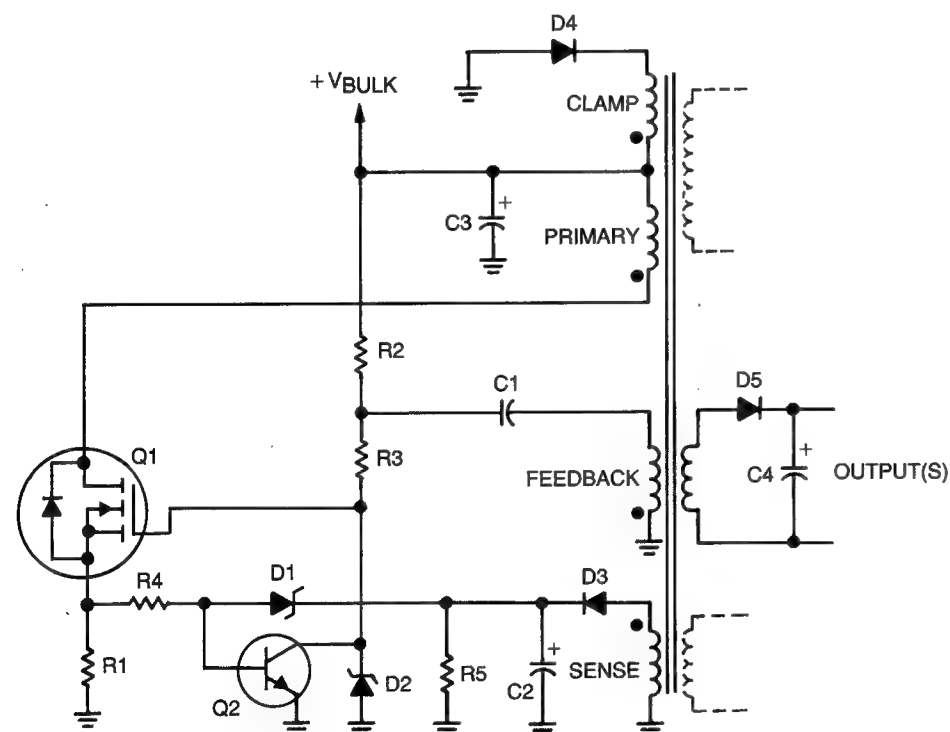 D4
+VBULK
CLAMP
+
C3
PRIMARY
R2
C1
D5
Q1
R3
FEEDBACK
+
C4
OUTPUT(S)
R4
D1
D3
R1
+
SENSE
Q2
D2
R5
C2